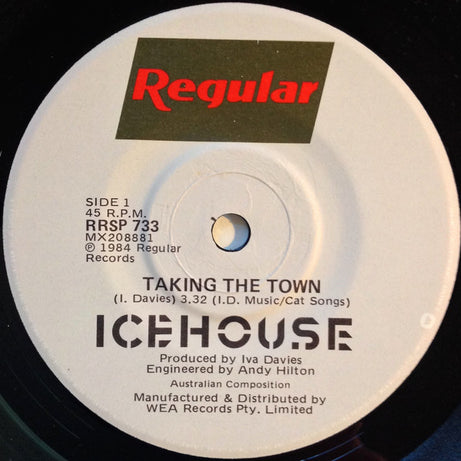 Regular
SIDE 1
45 R.P.M.
RRSP 733
MX208881
℗ 1984 Regular
Records
TAKING THE TOWN
(I. Davies) 3.32 (I.D. Music/Cat Songs)
ICEHOUSE
Produced by Iva Davies
Engineered by Andy Hilton
Australian Composition
Manufactured & Distributed by
WEA Records Pty. Limited